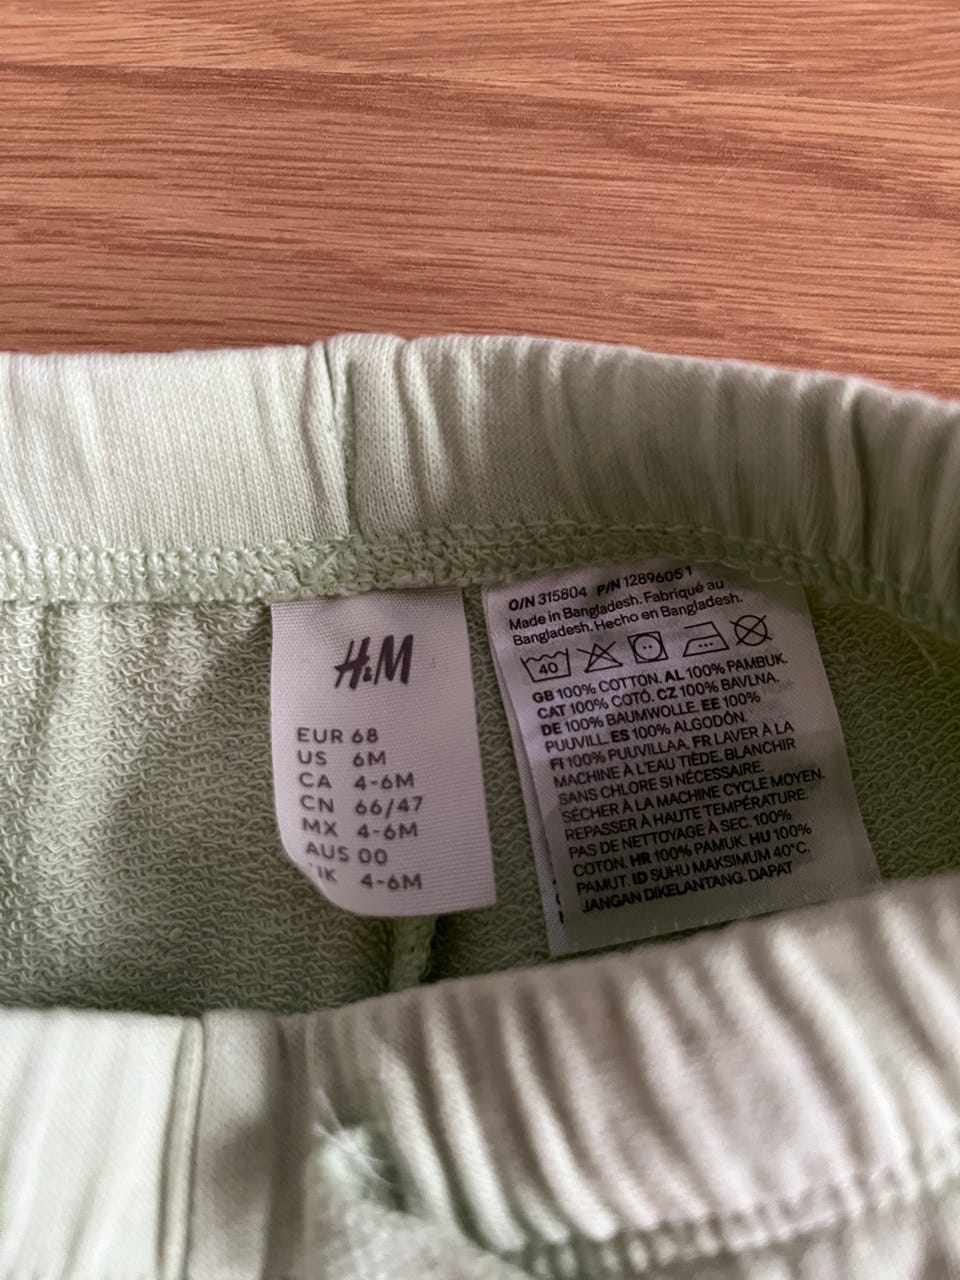 H&M
EUR 68
US 6M
CA 4-6M
CN 66/47
MX 4-6M
AUS 00
4-6M
O/N 315804 P/N 1289605 1
Made in Bangladesh. Fabriqué au
Bangladesh. Hecho en Bangladesh.
40
GB 100% COTTON. AL 100% PAMBUK.
CAT 100% COTÓ. CZ 100% BAVLNA.
DE 100% BAUMWOLLE. EE 100%
PUUVILL. ES 100% ALGODÓN.
FI 100% PUUVILLAA. FR LAVER À LA
MACHINE À L'EAU TIÈDE. BLANCHIR
SANS CHLORE SI NÉCESSAIRE.
SÉCHER À LA MACHINE CYCLE MOYEN.
REPASSER À HAUTE TEMPÉRATURE.
PAS DE NETTOYAGE À SEC. 100%
COTON. HR 100% PAMUK. HU 100%
PAMUT. ID SUHU MAKSIMUM 40°C.
JANGAN DIKELANTANG. DAPAT